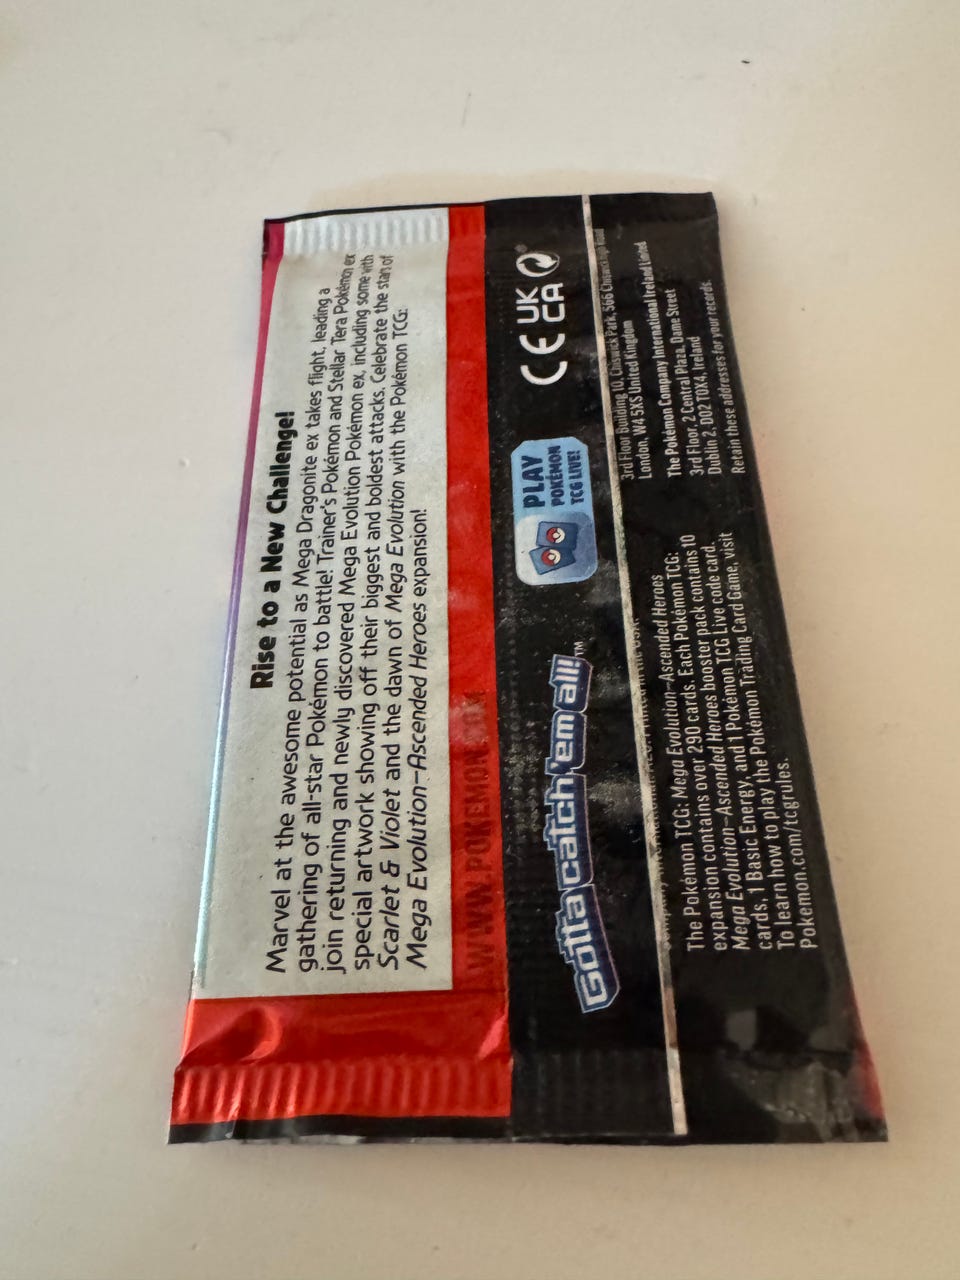 Rise to a New Challenge!
Marvel at the awesome potential as Mega Dragonite ex takes flight, leading a
gathering of all-star Pokémon to battle! Trainer's Pokémon and Stellar Tera Pokémon ex
join returning and newly discovered Mega Evolution Pokémon ex, including some with
special artwork showing off their biggest and boldest attacks. Celebrate the stars of
Scarlet & Violet and the dawn of Mega Evolution with the Pokémon TCG:
Mega Evolution—Ascended Heroes expansion!
WWW.POKEMON.COM
Gotta catch 'em all!™
PLAY
POKÉMON
TCG LIVE!
CE
UK
CA
The Pokémon TCG: Mega Evolution—Ascended Heroes
expansion contains over 290 cards. Each Pokémon TCG:
Mega Evolution—Ascended Heroes booster pack contains 10
cards, 1 Basic Energy, and 1 Pokémon TCG Live code card.
To learn how to play the Pokémon Trading Card Game, visit
Pokemon.com/tcgrules.
3rd Floor Building 10, Chiswick Park, 566 Chiswick High Road
London, W4 5XS United Kingdom
The Pokémon Company International Ireland Limited
3rd Floor, 2 Central Plaza, Dame Street
Dublin 2, D02 T0X4, Ireland
Retain these addresses for your records.